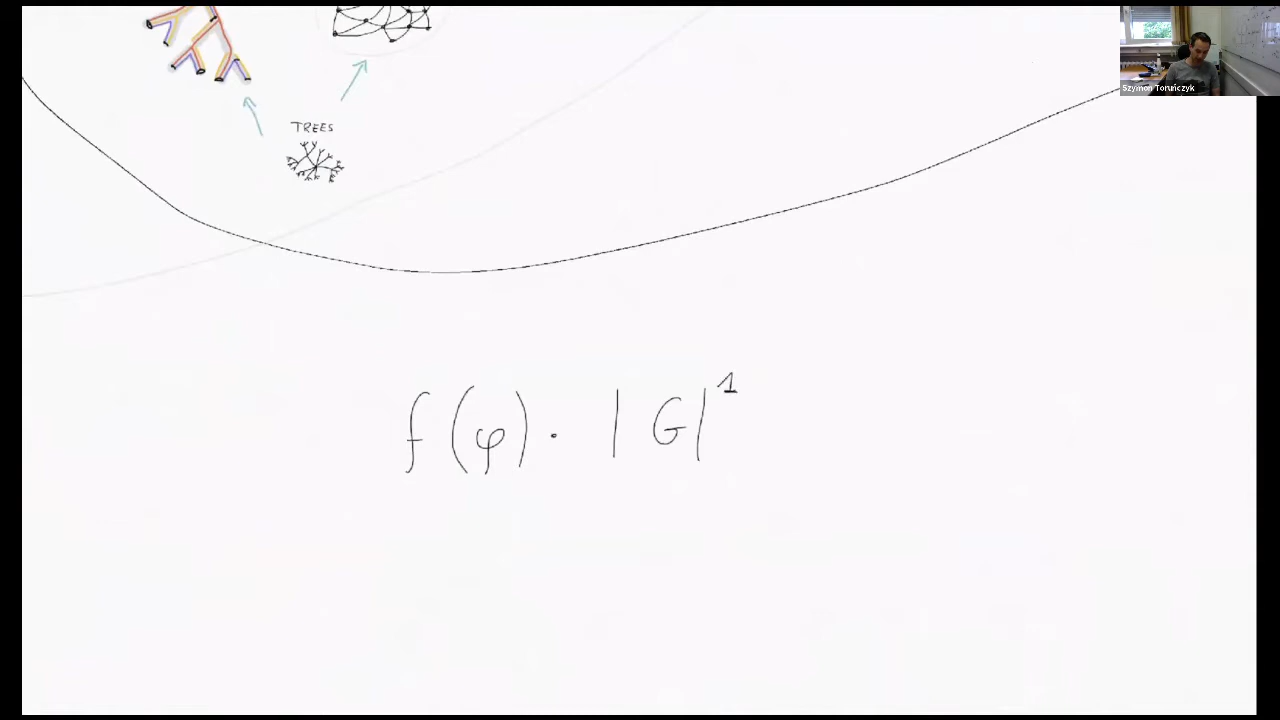 Szymon Toruńczyk
TREES
f(φ) · |G|¹